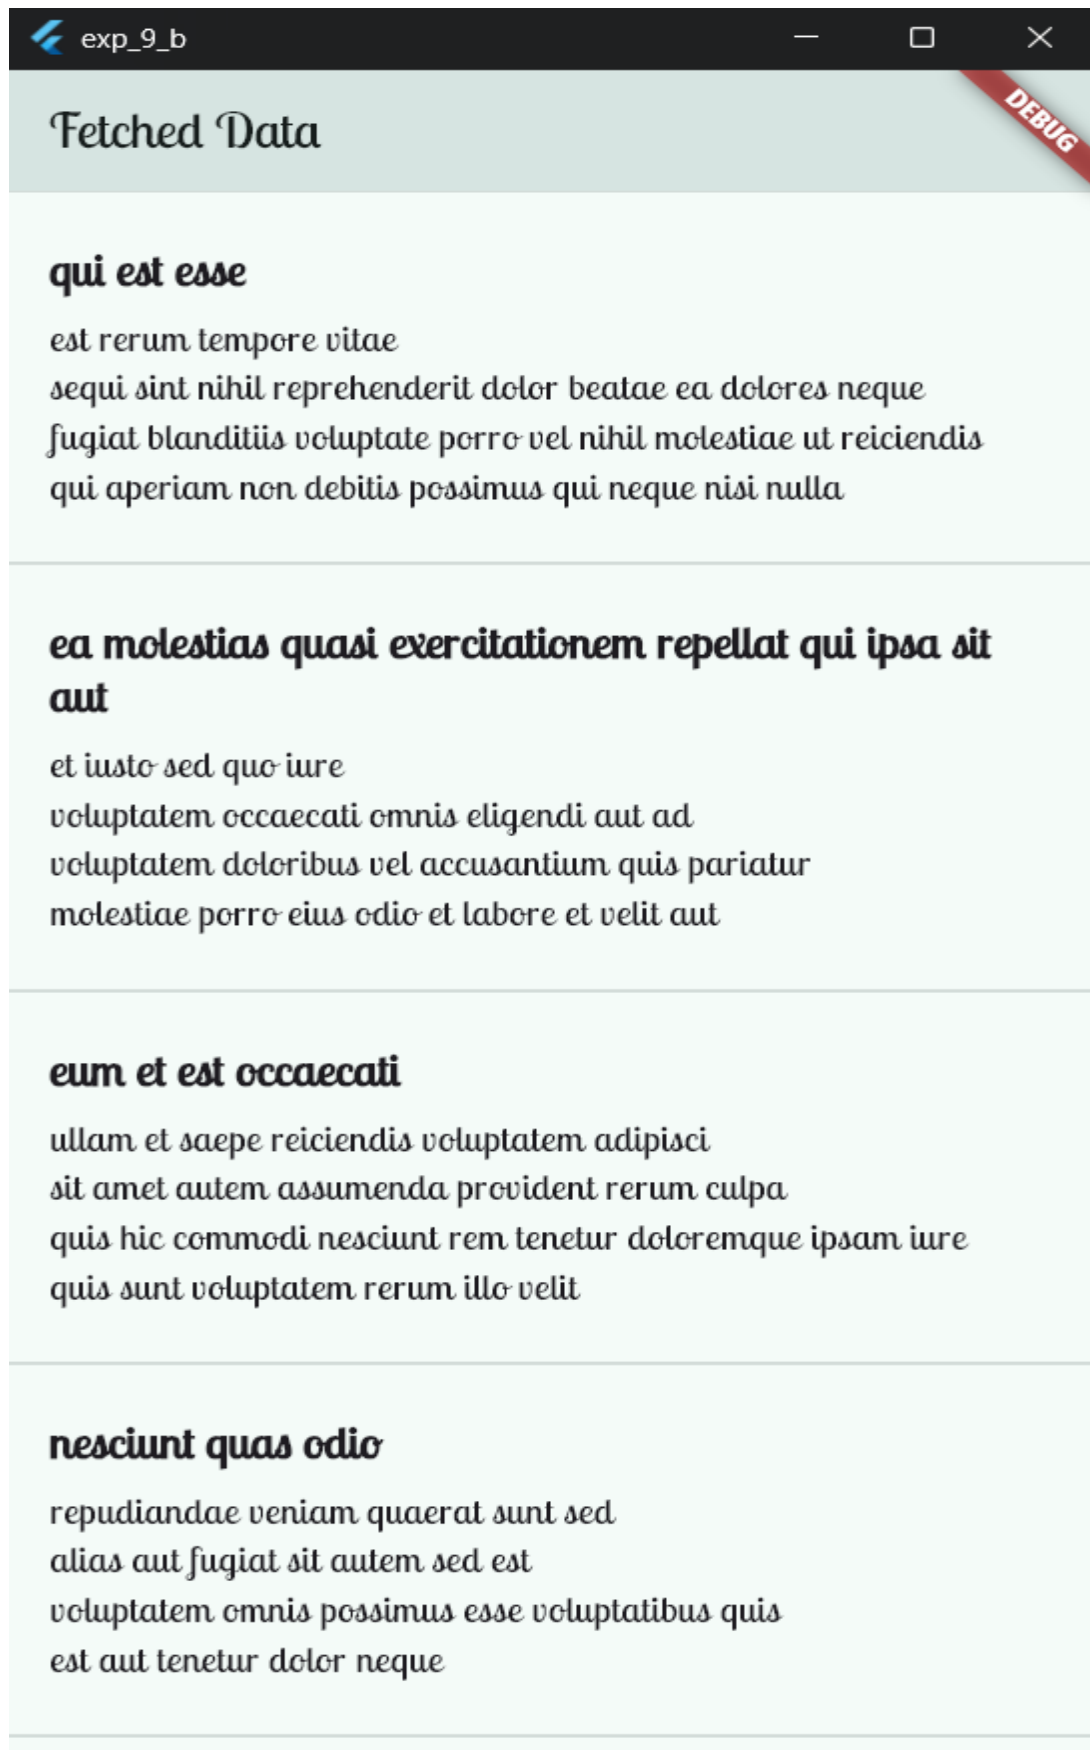 exp_9_b
DEBUG
Fetched Data
qui est esse
est rerum tempore vitae
sequi sint nihil reprehenderit dolor beatae ea dolores neque
fugiat blanditiis voluptate porro vel nihil molestiae ut reiciendis
qui aperiam non debitis possimus qui neque nisi nulla
ea molestias quasi exercitationem repellat qui ipsa sit
aut
et iusto sed quo iure
voluptatem occaecati omnis eligendi aut ad
voluptatem doloribus vel accusantium quis pariatur
molestiae porro eius odio et labore et velit aut
eum et est occaecati
ullam et saepe reiciendis voluptatem adipisci
sit amet autem assumenda provident rerum culpa
quis hic commodi nesciunt rem tenetur doloremque ipsam iure
quis sunt voluptatem rerum illo velit
nesciunt quas odio
repudiandae veniam quaerat sunt sed
alias aut fugiat sit autem sed est
voluptatem omnis possimus esse voluptatibus quis
est aut tenetur dolor neque